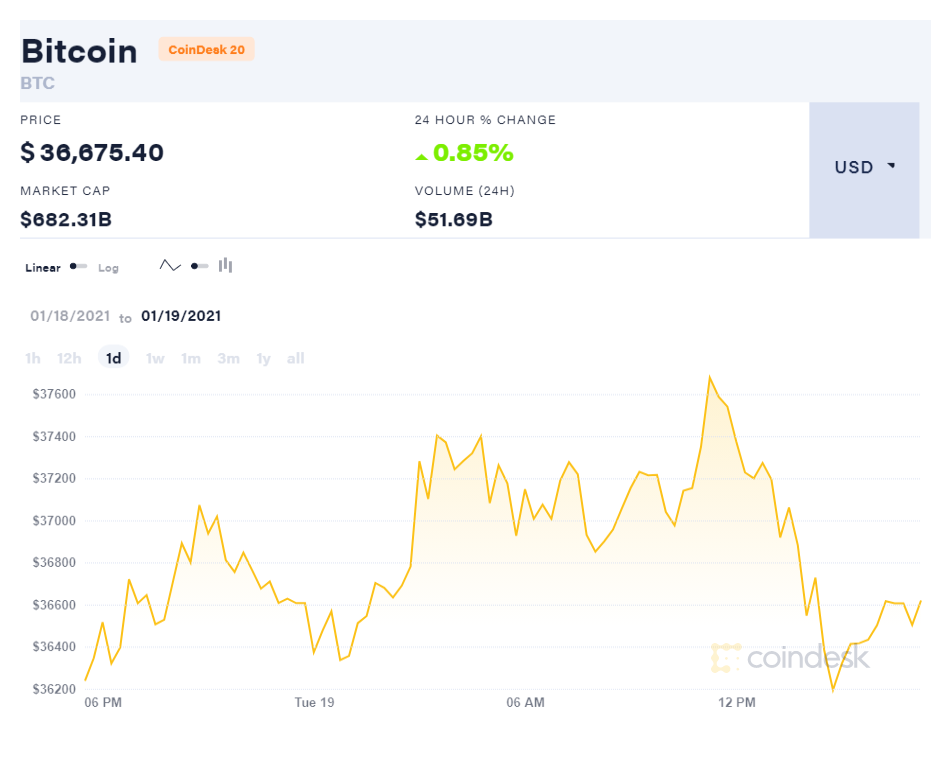 Bitcoin CoinDesk 20
BTC
PRICE
$ 36,675.40
24 HOUR % CHANGE
0.85%
MARKET CAP
$682.31B
VOLUME (24H)
$51.69B
USD
Linear Log
01/18/2021 to 01/19/2021
1h 12h 1d 1w 1m 3m 1y all
$37600
$37400
$37200
$37000
$36800
$36600
$36400
$36200
coindesk
06 PM Tue 19 06 AM 12 PM